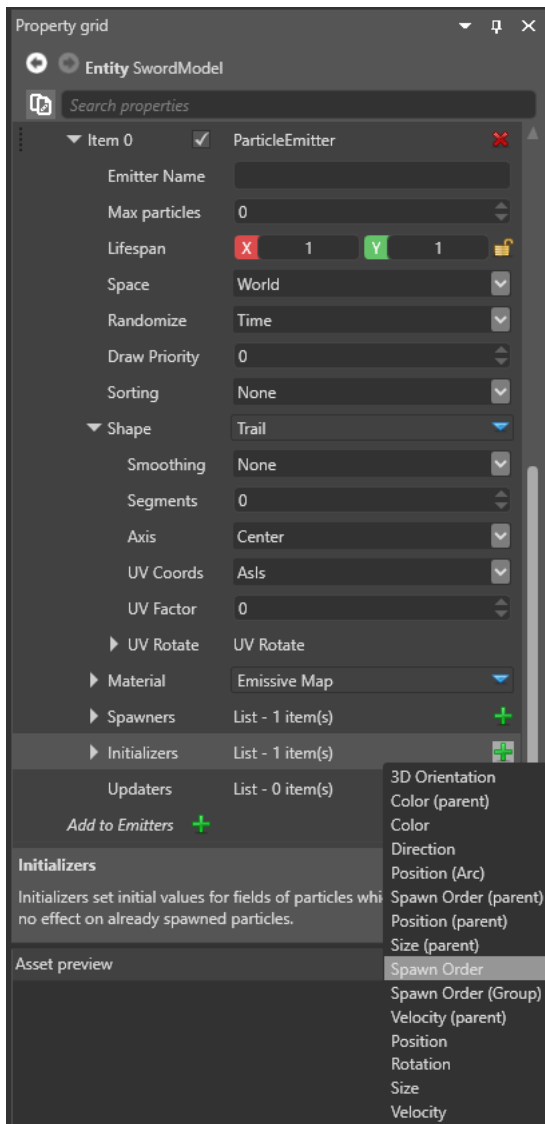 Property grid
Entity SwordModel
Search properties
Item 0 ParticleEmitter
Emitter Name
Max particles 0
Lifespan X 1 Y 1
Space World
Randomize Time
Draw Priority 0
Sorting None
Shape Trail
Smoothing None
Segments 0
Axis Center
UV Coords AsIs
UV Factor 0
UV Rotate UV Rotate
Material Emissive Map
Spawners List - 1 item(s)
Initializers List - 1 item(s)
Updaters List - 0 item(s)
Add to Emitters
Initializers
Initializers set initial values for fields of particles whi
no effect on already spawned particles.
Asset preview
3D Orientation
Color (parent)
Color
Direction
Position (Arc)
Spawn Order (parent)
Position (parent)
Size (parent)
Spawn Order
Spawn Order (Group)
Velocity (parent)
Position
Rotation
Size
Velocity